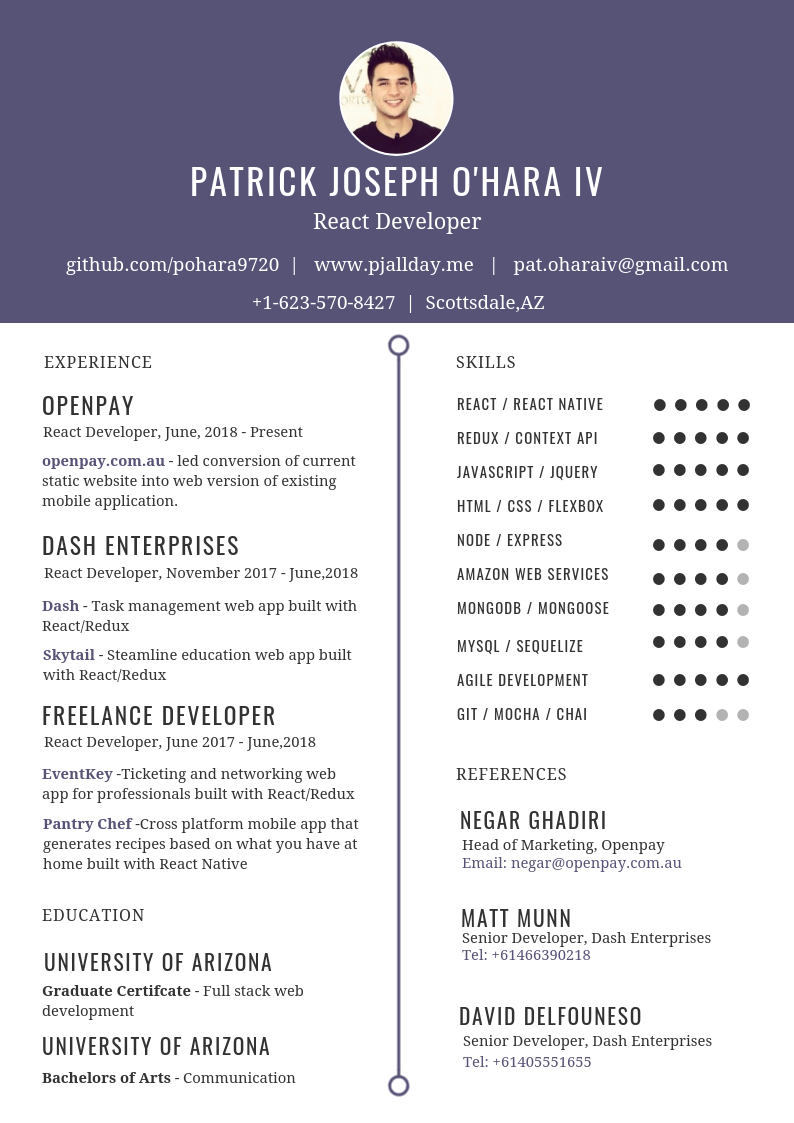 PATRICK JOSEPH O'HARA IV
React Developer
github.com/pohara9720 | www.pjallday.me | pat.oharaiv@gmail.com
+1-623-570-8427 | Scottsdale,AZ
EXPERIENCE
OPENPAY
React Developer, June, 2018 - Present
openpay.com.au - led conversion of current
static website into web version of existing
mobile application.
DASH ENTERPRISES
React Developer, November 2017 - June,2018
Dash - Task management web app built with
React/Redux
Skytail - Steamline education web app built
with React/Redux
FREELANCE DEVELOPER
React Developer, June 2017 - June,2018
EventKey -Ticketing and networking web
app for professionals built with React/Redux
Pantry Chef -Cross platform mobile app that
generates recipes based on what you have at
home built with React Native
EDUCATION
UNIVERSITY OF ARIZONA
Graduate Certifcate - Full stack web
development
UNIVERSITY OF ARIZONA
Bachelors of Arts - Communication
SKILLS
REACT / REACT NATIVE
REDUX / CONTEXT API
JAVASCRIPT / JQUERY
HTML / CSS / FLEXBOX
NODE / EXPRESS
AMAZON WEB SERVICES
MONGODB / MONGOOSE
MYSQL / SEQUELIZE
AGILE DEVELOPMENT
GIT / MOCHA / CHAI
REFERENCES
NEGAR GHADIRI
Head of Marketing, Openpay
Email: negar@openpay.com.au
MATT MUNN
Senior Developer, Dash Enterprises
Tel: +61466390218
DAVID DELFOUNESO
Senior Developer, Dash Enterprises
Tel: +61405551655